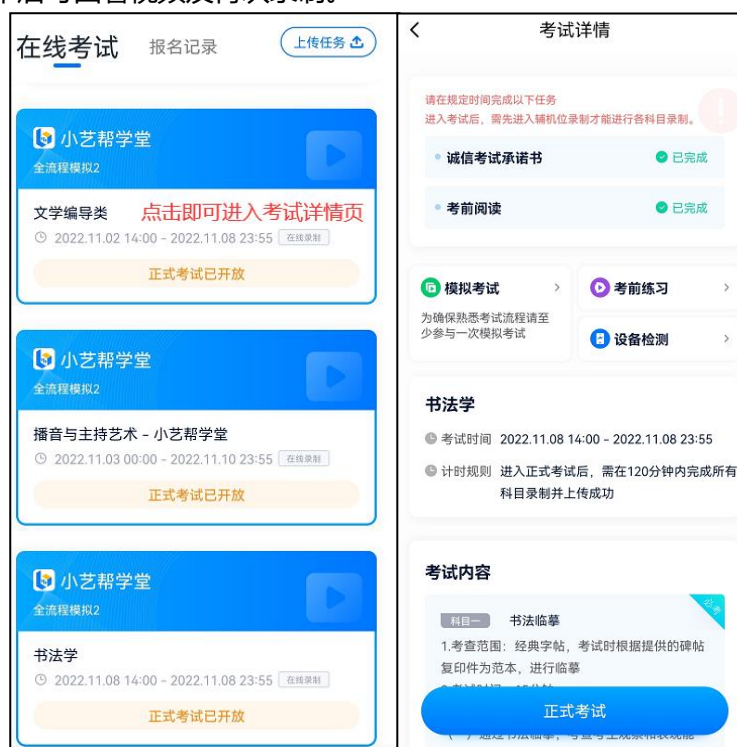 在线考试 报名记录 上传任务
小艺帮学堂
全流程模拟2
文学编导类 点击即可进入考试详情页
2022.11.02 14:00 - 2022.11.08 23:55 在线录制
正式考试已开放
小艺帮学堂
全流程模拟2
播音与主持艺术 - 小艺帮学堂
2022.11.03 00:00 - 2022.11.10 23:55 在线录制
正式考试已开放
小艺帮学堂
全流程模拟2
书法学
2022.11.08 14:00 - 2022.11.08 23:55 在线录制
正式考试已开放
考试详情
请在规定时间完成以下任务
进入考试后，需先进入辅机位录制才能进行各科目录制。
诚信考试承诺书 已完成
考前阅读 已完成
模拟考试
为确保熟悉考试流程请至
少参与一次模拟考试
考前练习
设备检测
书法学
考试时间 2022.11.08 14:00 - 2022.11.08 23:55
计时规则 进入正式考试后，需在120分钟内完成所有
科目录制并上传成功
考试内容
必考
科目一 书法临摹
1.考查范围：经典字帖，考试时根据提供的碑帖
复印件为范本，进行临摹
正式考试